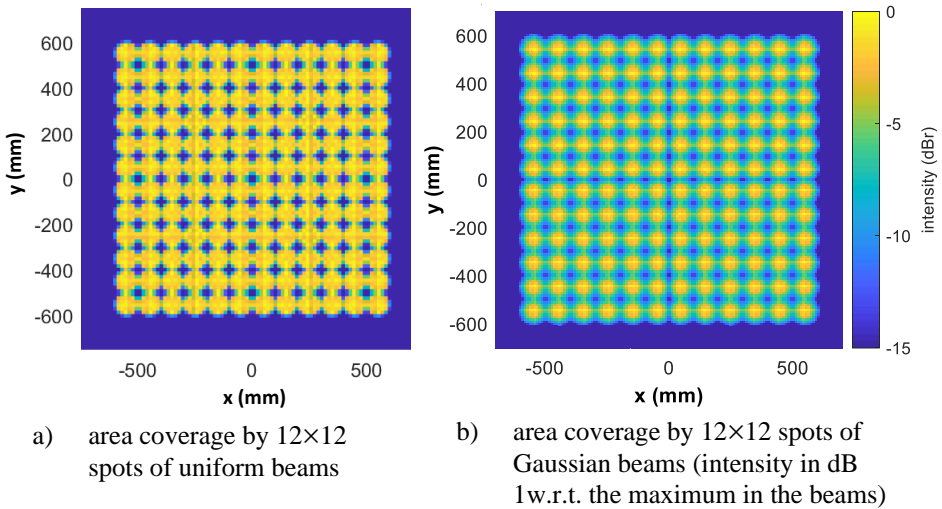 600
400
200
0
-200
-400
-600
y (mm)
-500
0
500
x (mm)
600
400
200
0
-200
-400
-600
y (mm)
-500
0
500
x (mm)
0
-5
-10
-15
intensity (dBr)
a) area coverage by 12×12
spots of uniform beams
b) area coverage by 12×12 spots of
Gaussian beams (intensity in dB
1w.r.t. the maximum in the beams)